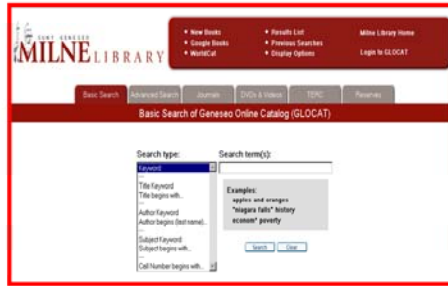 SUNY GENESEO
MILNE LIBRARY
• New Books
• Google Books
• WorldCat
• Results List
• Previous Searches
• Display Options
Milne Library Home
Login to GLOCAT
Basic Search
Advanced Search
Journals
DVDs & Videos
TERC
Reserves
Basic Search of Geneseo Online Catalog (GLOCAT)
Search type:
Search term(s):
Keyword
---
Title Keyword
Title begins with...
---
Author Keyword
Author begins (last name)...
---
Subject Keyword
Subject begins with...
---
Call Number begins with...
Examples:
apples and oranges
"niagara falls" history
econom* poverty
Search
Clear